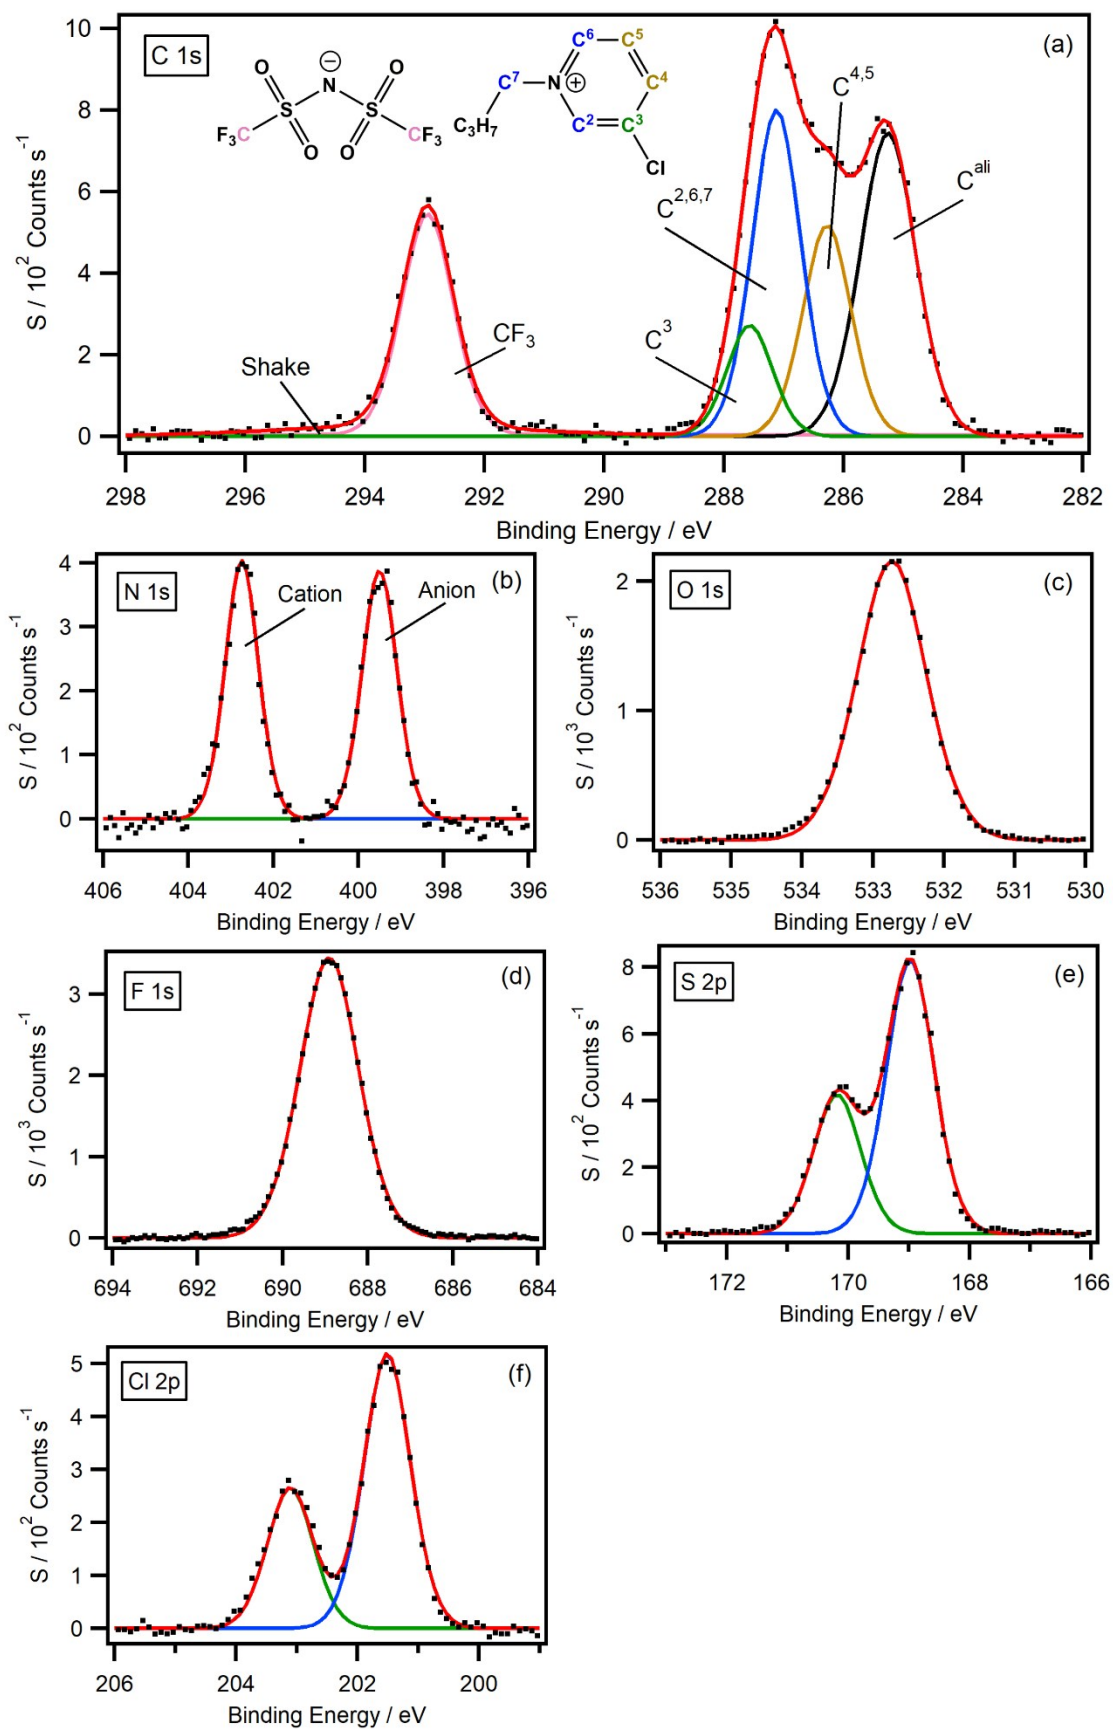 C 1s
(a)
10
8
6
4
2
0
S / 10² Counts s⁻¹
O
O
⊖
N
S
S
F₃C
CF₃
O
O
C⁶
C⁵
C⁷
N
⊕
C⁴
C₃H₇
C²
C³
Cl
C⁴,⁵
C²,⁶,⁷
Cᵃˡⁱ
C³
CF₃
Shake
298 296 294 292 290 288 286 284 282
Binding Energy / eV
N 1s
(b)
Cation
Anion
4
3
2
1
0
S / 10² Counts s⁻¹
406 404 402 400 398 396
Binding Energy / eV
O 1s
(c)
2
1
0
S / 10³ Counts s⁻¹
536 535 534 533 532 531 530
Binding Energy / eV
F 1s
(d)
3
2
1
0
S / 10³ Counts s⁻¹
694 692 690 688 686 684
Binding Energy / eV
S 2p
(e)
8
6
4
2
0
S / 10² Counts s⁻¹
172 170 168 166
Binding Energy / eV
Cl 2p
(f)
5
4
3
2
1
0
S / 10² Counts s⁻¹
206 204 202 200
Binding Energy / eV